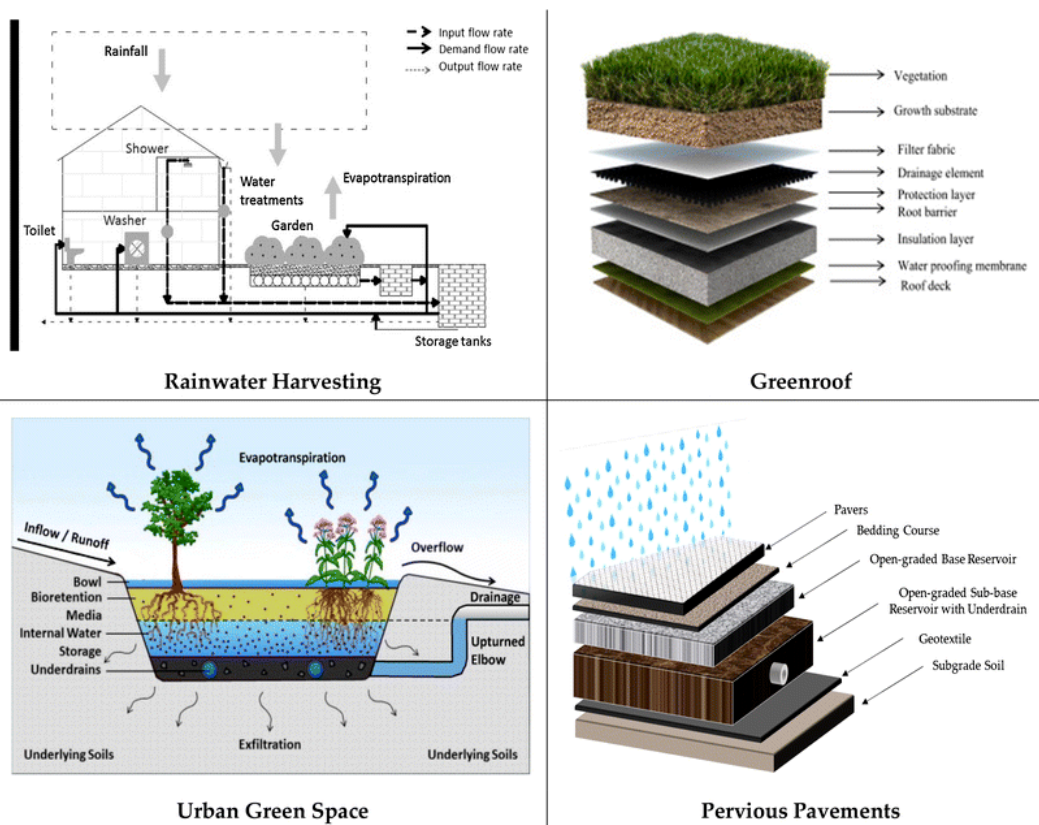 Rainfall
Input flow rate
Demand flow rate
Output flow rate
Shower
Water
treatments
Evapotranspiration
Washer
Garden
Toilet
Storage tanks
Rainwater Harvesting
Vegetation
Growth substrate
Filter fabric
Drainage element
Protection layer
Root barrier
Insulation layer
Water proofing membrane
Roof deck
Greenroof
Evapotranspiration
Inflow / Runoff
Overflow
Bowl
Bioretention
Media
Internal Water
Storage
Underdrains
Drainage
Upturned
Elbow
Exfiltration
Underlying Soils
Underlying Soils
Urban Green Space
Pavers
Bedding Course
Open-graded Base Reservoir
Open-graded Sub-base
Reservoir with Underdrain
Geotextile
Subgrade Soil
Pervious Pavements